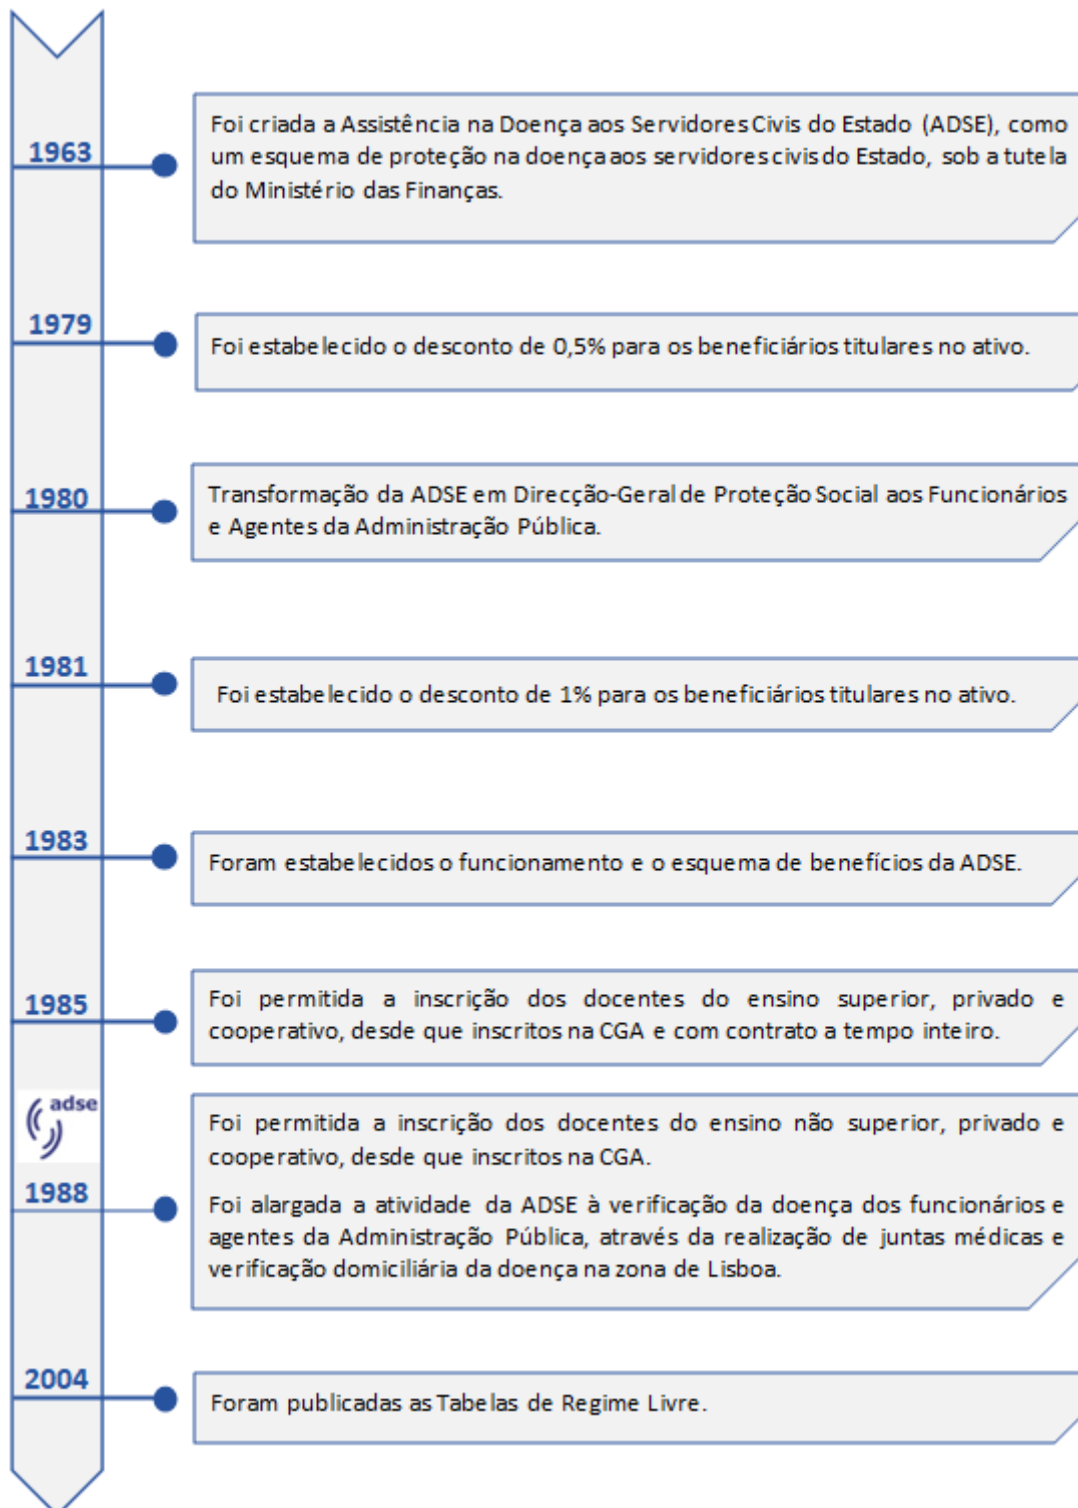 1963
Foi criada a Assistência na Doença aos Servidores Civis do Estado (ADSE), como
um esquema de proteção na doença aos servidores civis do Estado, sob a tutela
do Ministério das Finanças.
1979
Foi estabelecido o desconto de 0,5% para os beneficiários titulares no ativo.
1980
Transformação da ADSE em Direcção-Geral de Proteção Social aos Funcionários
e Agentes da Administração Pública.
1981
Foi estabelecido o desconto de 1% para os beneficiários titulares no ativo.
1983
Foram estabelecidos o funcionamento e o esquema de benefícios da ADSE.
1985
Foi permitida a inscrição dos docentes do ensino superior, privado e
cooperativo, desde que inscritos na CGA e com contrato a tempo inteiro.
adse
1988
Foi permitida a inscrição dos docentes do ensino não superior, privado e
cooperativo, desde que inscritos na CGA.
Foi alargada a atividade da ADSE à verificação da doença dos funcionários e
agentes da Administração Pública, através da realização de juntas médicas e
verificação domiciliária da doença na zona de Lisboa.
2004
Foram publicadas as Tabelas de Regime Livre.